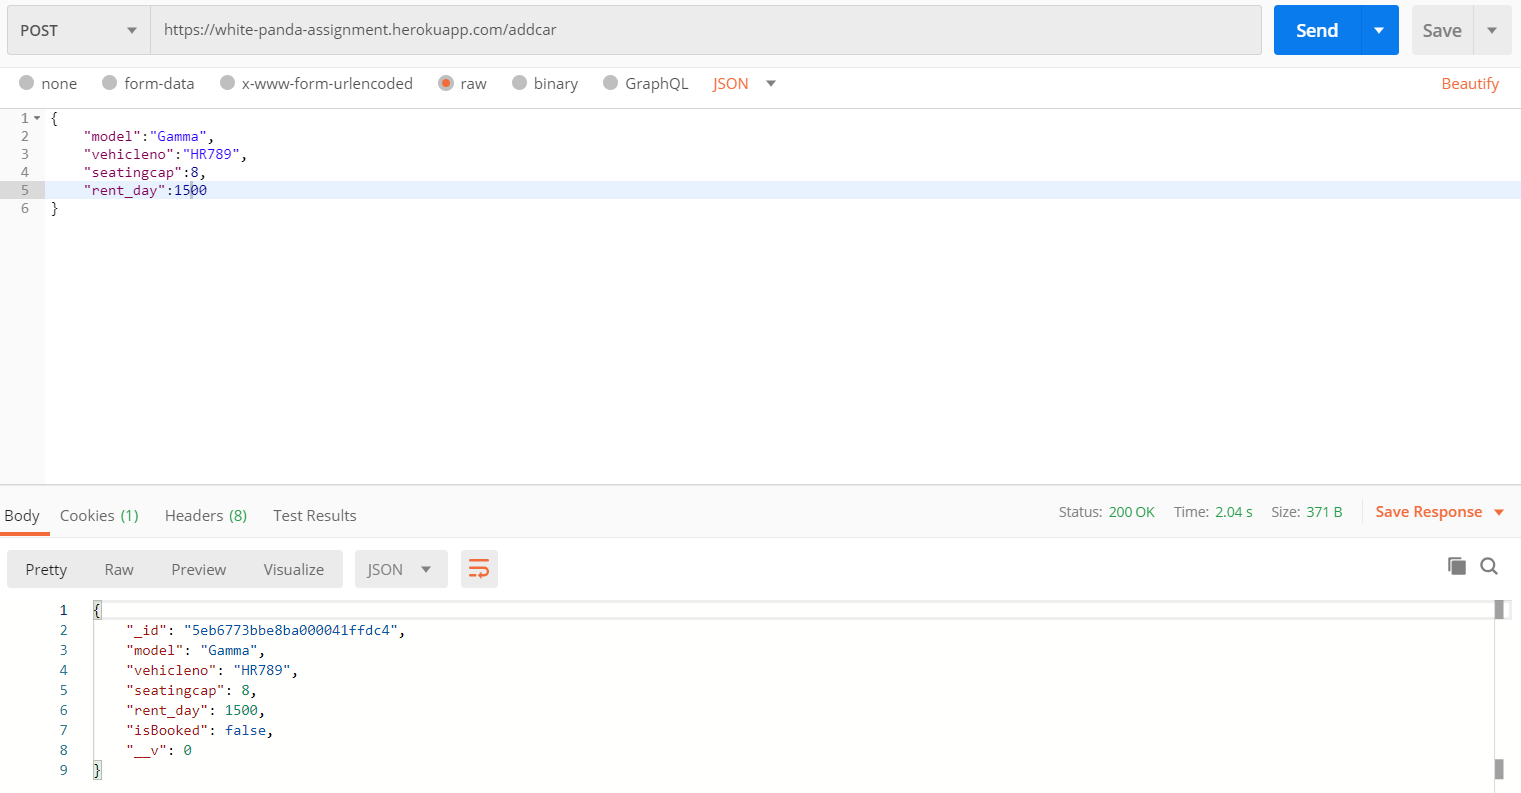 POST https://white-panda-assignment.herokuapp.com/addcar Send Save
none form-data x-www-form-urlencoded raw binary GraphQL JSON Beautify
1 {
2 "model":"Gamma",
3 "vehicleno":"HR789",
4 "seatingcap":8,
5 "rent_day":1500
6 }
Body Cookies (1) Headers (8) Test Results Status: 200 OK Time: 2.04 s Size: 371 B Save Response
Pretty Raw Preview Visualize JSON
1 {
2 "_id": "5eb6773bbe8ba000041ffdc4",
3 "model": "Gamma",
4 "vehicleno": "HR789",
5 "seatingcap": 8,
6 "rent_day": 1500,
7 "isBooked": false,
8 "__v": 0
9 }